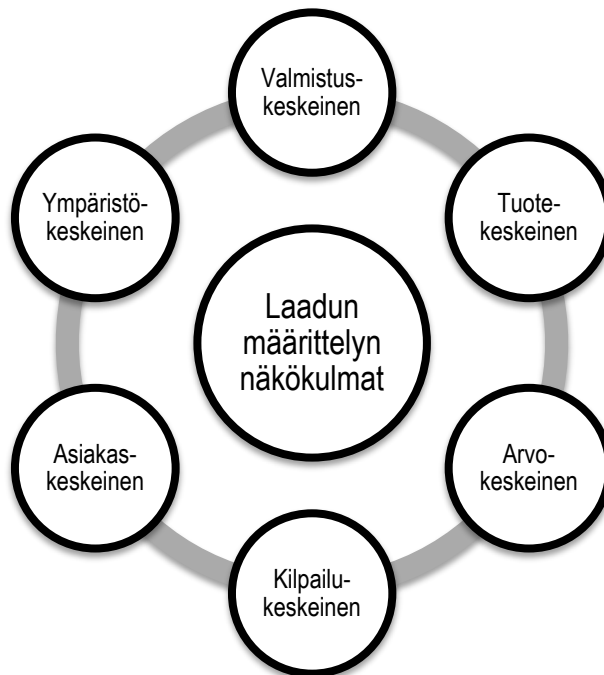 Valmistus-
keskeinen
Ympäristö-
keskeinen
Tuote-
keskeinen
Laadun
määrittelyn
näkökulmat
Asiakas-
keskeinen
Arvo-
keskeinen
Kilpailu-
keskeinen